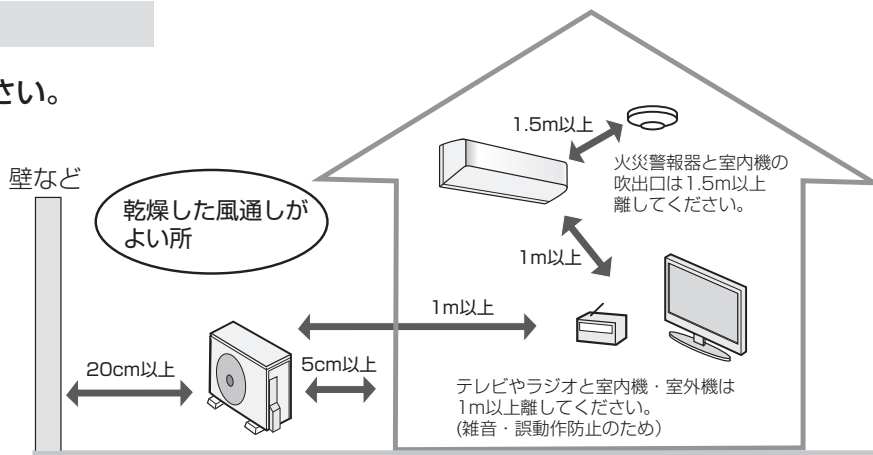 さい。
壁など
乾燥した風通しが
よい所
1.5m以上
火災警報器と室内機の
吹出口は1.5m以上
離してください。
1m以上
1m以上
20cm以上
5cm以上
テレビやラジオと室内機・室外機は
1m以上離してください。
(雑音・誤動作防止のため)